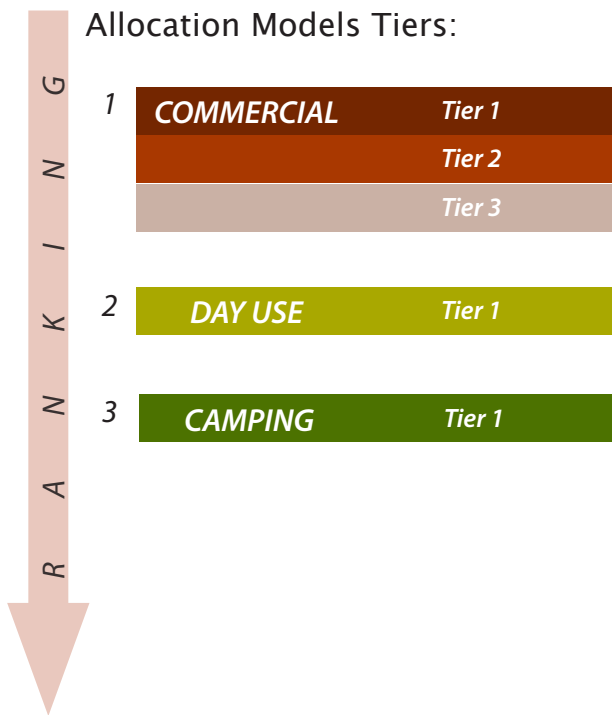 Allocation Models Tiers:
RANKING
1 COMMERCIAL Tier 1
Tier 2
Tier 3
2 DAY USE Tier 1
3 CAMPING Tier 1